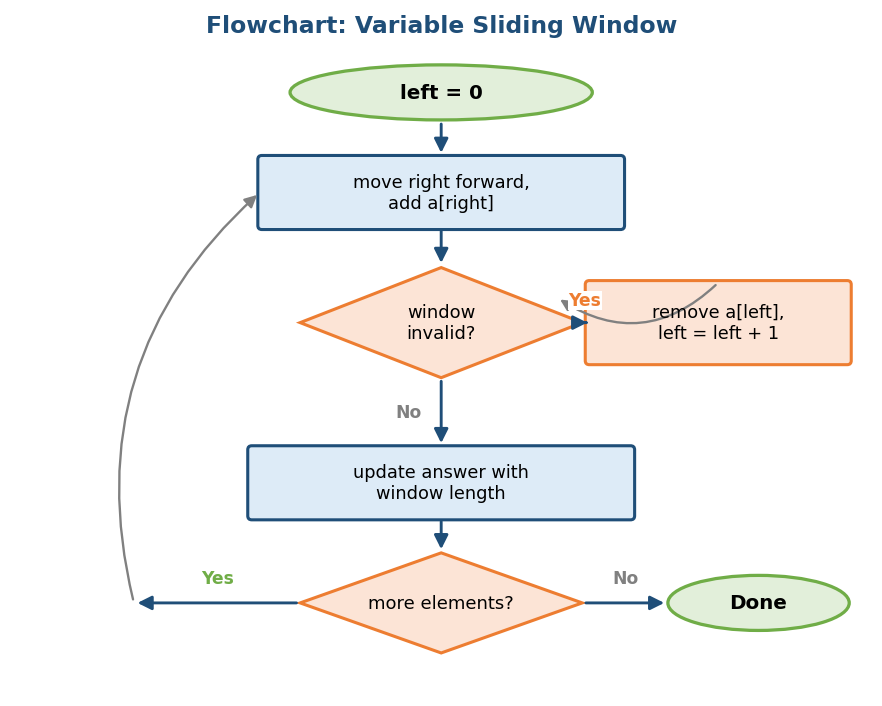 Flowchart: Variable Sliding Window
left = 0
move right forward,
add a[right]
window
invalid?
Yes
remove a[left],
left = left + 1
No
update answer with
window length
more elements?
Yes
No
Done